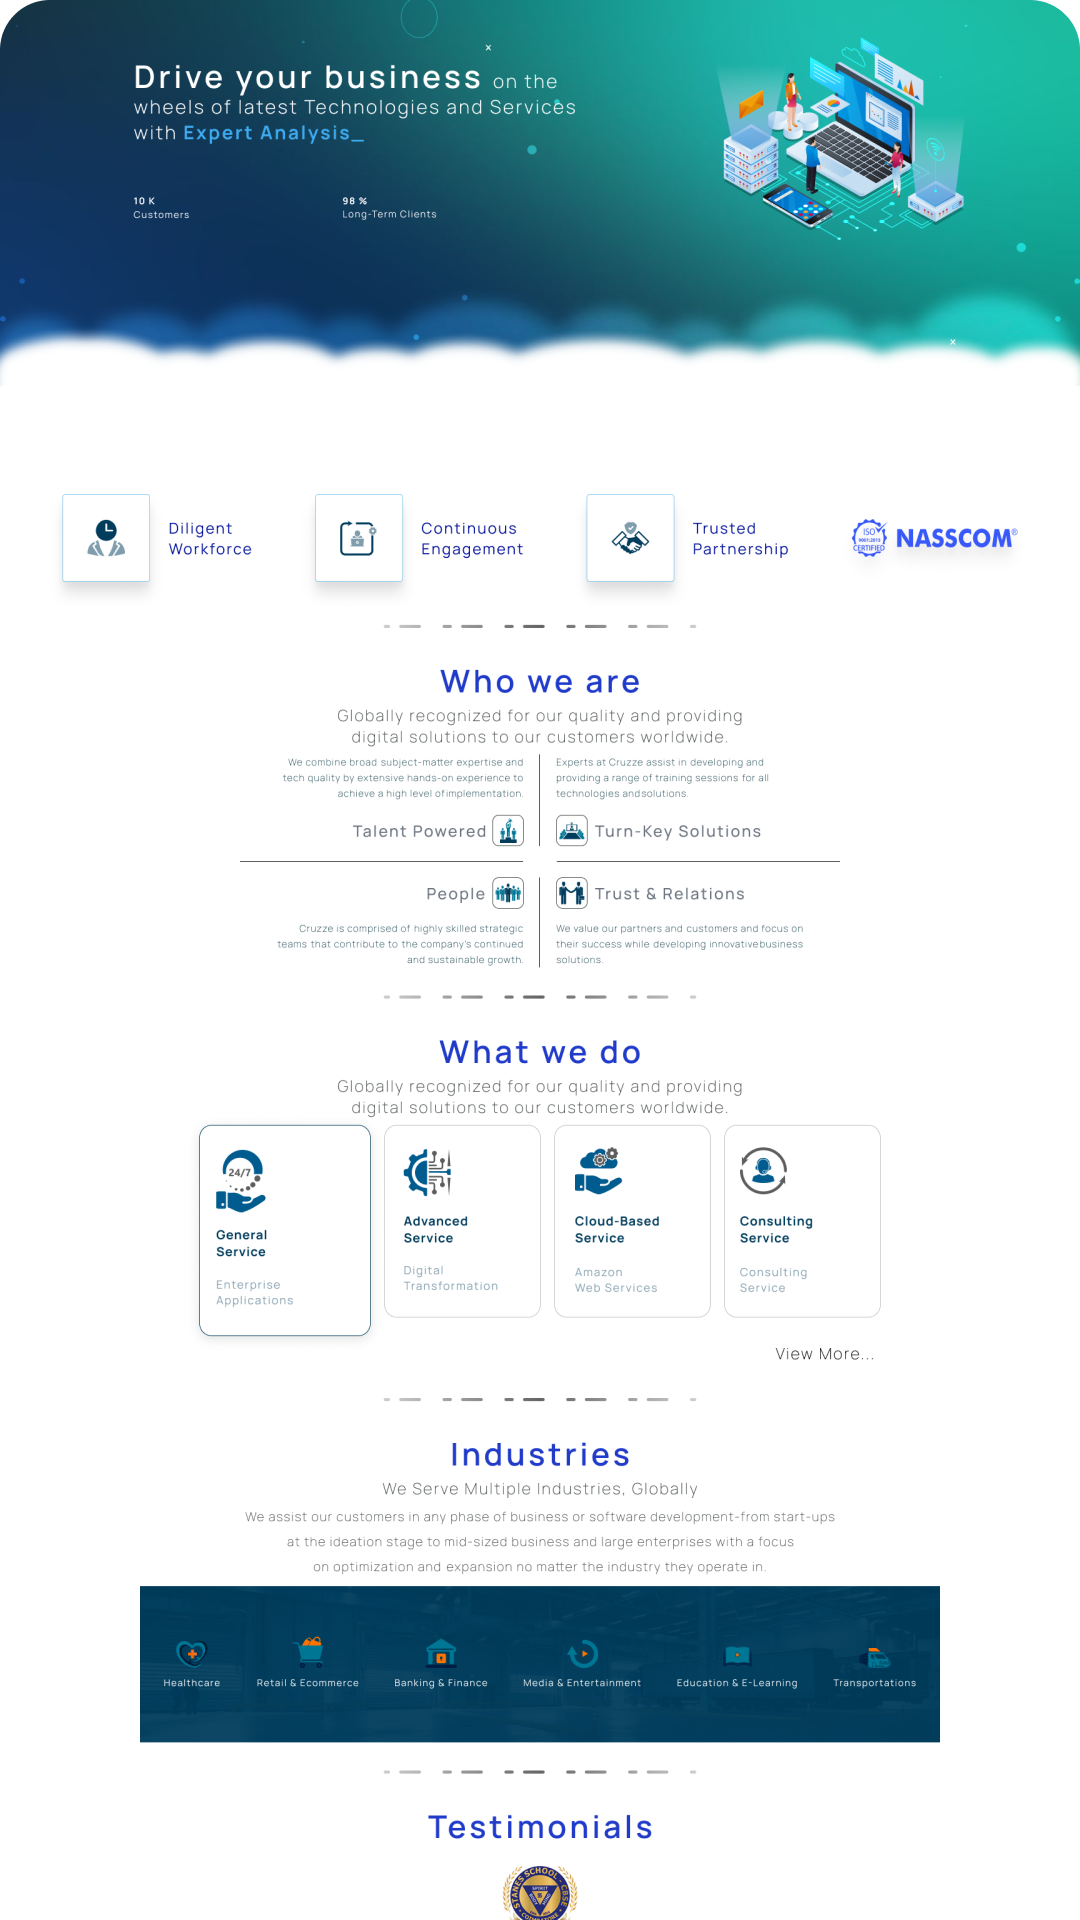 Drive your business on the
wheels of latest Technologies and Services
with Expert Analysis_
10 K
Customers
98 %
Long-Term Clients
Diligent
Workforce
Continuous
Engagement
Trusted
Partnership
ISO
9001:2015
CERTIFIED
NASSCOM®
Who we are
Globally recognized for our quality and providing
digital solutions to our customers worldwide.
We combine broad subject-matter expertise and
tech quality by extensive hands-on experience to
achieve a high level of implementation.
Talent Powered
Experts at Cruzze assist in developing and
providing a range of training sessions for all
technologies and solutions.
Turn-Key Solutions
People
Cruzze is comprised of highly skilled strategic
teams that contribute to the company's continued
and sustainable growth.
Trust & Relations
We value our partners and customers and focus on
their success while developing innovative business
solutions.
What we do
Globally recognized for our quality and providing
digital solutions to our customers worldwide.
24/7
General
Service
Enterprise
Applications
Advanced
Service
Digital
Transformation
Cloud-Based
Service
Amazon
Web Services
Consulting
Service
Consulting
Service
View More...
Industries
We Serve Multiple Industries, Globally
We assist our customers in any phase of business or software development-from start-ups
at the ideation stage to mid-sized business and large enterprises with a focus
on optimization and expansion no matter the industry they operate in.
Healthcare
Retail & Ecommerce
Banking & Finance
Media & Entertainment
Education & E-Learning
Transportations
Testimonials
STANES SCHOOL - CBSE
SPIRIT